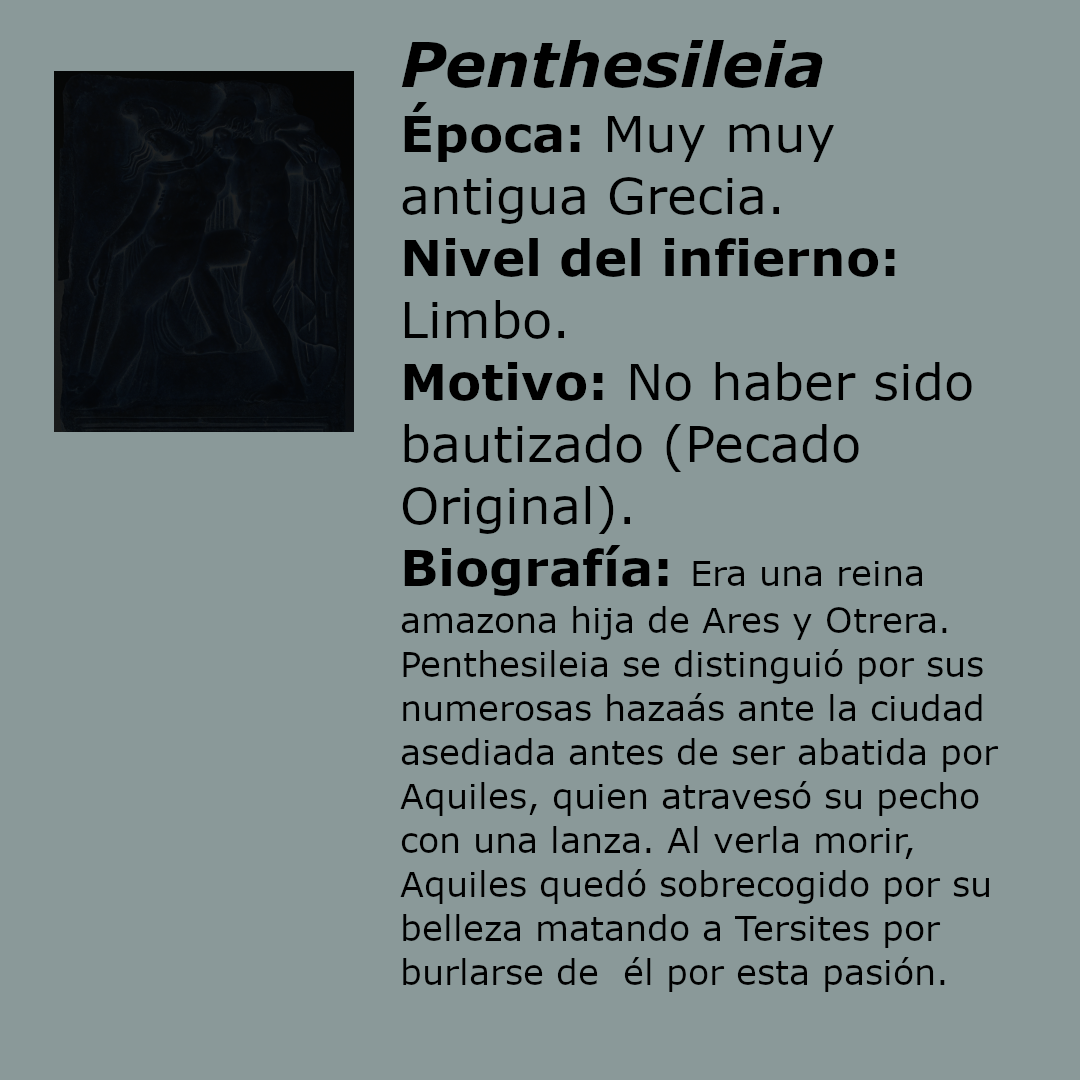 Penthesileia
Época: Muy muy
antigua Grecia.
Nivel del infierno:
Limbo.
Motivo: No haber sido
bautizado (Pecado
Original).
Biografía: Era una reina
amazona hija de Ares y Otrera.
Penthesileia se distinguió por sus
numerosas hazaás ante la ciudad
asediada antes de ser abatida por
Aquiles, quien atravesó su pecho
con una lanza. Al verla morir,
Aquiles quedó sobrecogido por su
belleza matando a Tersites por
burlarse de  él por esta pasión.